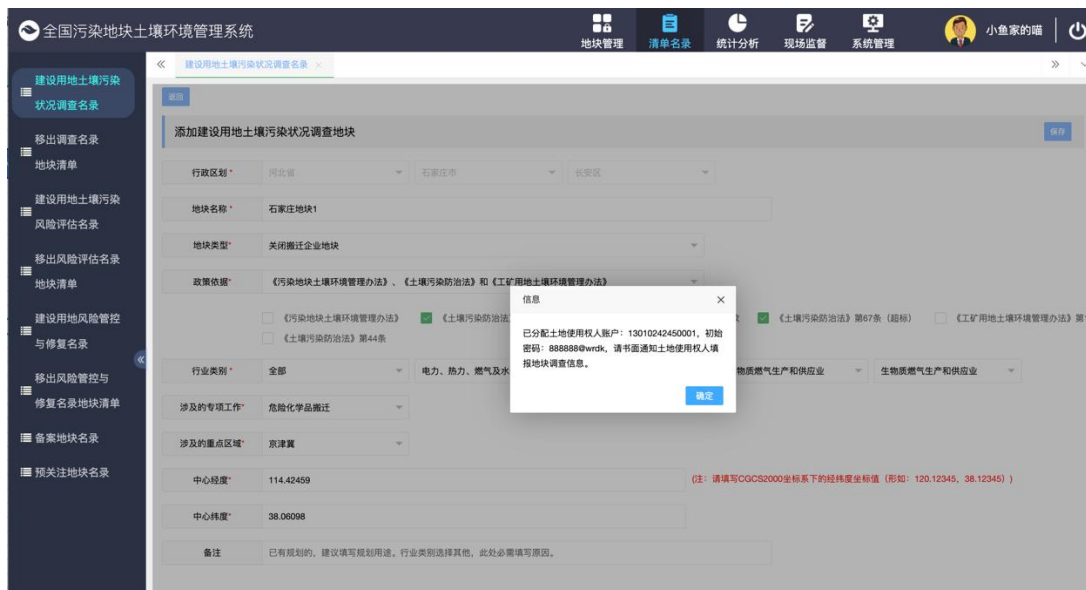 全国污染地块土壤环境管理系统
地块管理 清单名录 统计分析 现场监督 系统管理 小鱼家的喵
建设用地土壤污染状况调查名录 ×
建设用地土壤污染
状况调查名录
移出调查名录
地块清单
建设用地土壤污染
风险评估名录
移出风险评估名录
地块清单
建设用地风险管控
与修复名录
移出风险管控与
修复名录地块清单
备案地块名录
预关注地块名录
返回
添加建设用地土壤污染状况调查地块 保存
行政区划* 河北省 石家庄市 长安区
地块名称* 石家庄地块1
地块类型* 关闭搬迁企业地块
政策依据* 《污染地块土壤环境管理办法》、《土壤污染防治法》和《工矿用地土壤环境管理办法》
《污染地块土壤环境管理办法》 《土壤污染防治法 《土壤污染防治法》第67条（超标） 《工矿用地土壤环境管理办法》第
《土壤污染防治法》第44条
行业类别* 全部 电力、热力、燃气及水 物质燃气生产和供应业 生物质燃气生产和供应业
涉及的专项工作* 危险化学品搬迁
涉及的重点区域* 京津冀
中心经度* 114.42459 (注：请填写CGCS2000坐标系下的经纬度坐标值（形如：120.12345，38.12345）)
中心纬度* 38.06098
备注 已有规划的、建议填写规划用途。行业类别选择其他，此处必需填写原因。
信息 ×
已分配土地使用权人账户：13010242450001，初始
密码：888888@wrdk，请书面通知土地使用权人填
报地块调查信息。
确定